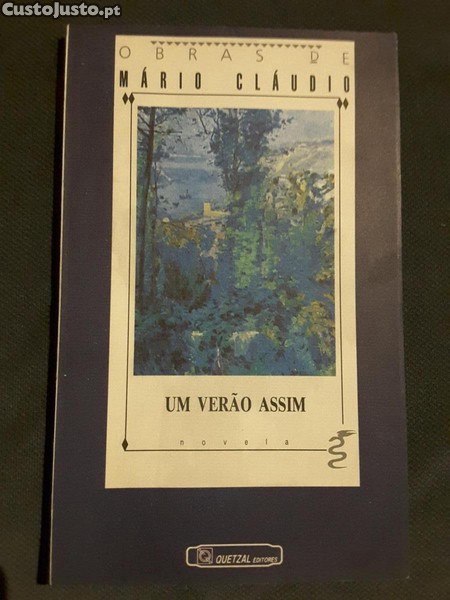 CustoJusto.pt
OBRAS DE
MÁRIO CLÁUDIO
UM VERÃO ASSIM
novela
QUETZAL EDITORES